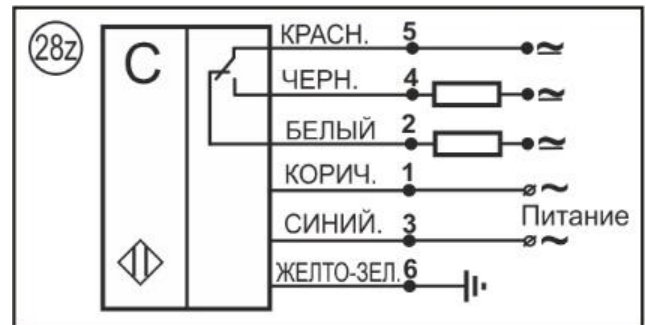 28z
C
КРАСН. 5
ЧЕРН. 4
БЕЛЫЙ 2
КОРИЧ. 1
Питание
СИНИЙ. 3
ЖЕЛТО-ЗЕЛ. 6